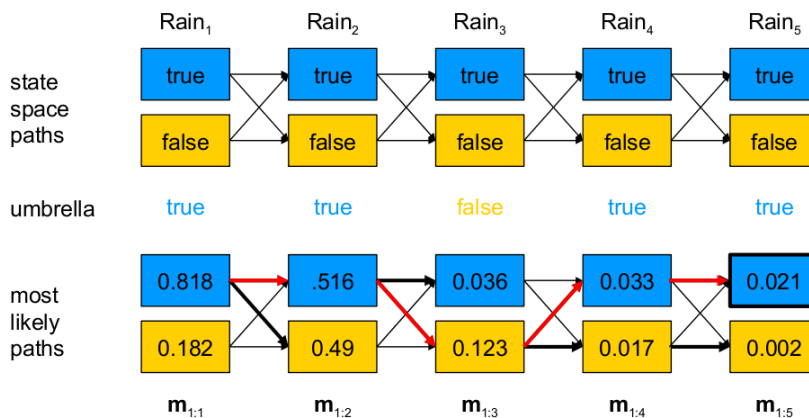 Rain1 Rain2 Rain3 Rain4 Rain5
true true true true true
state
space
paths
false false false false false
umbrella true true false true true
0.818 .516 0.036 0.033 0.021
most
likely
paths
0.182 0.49 0.123 0.017 0.002
m1:1 m1:2 m1:3 m1:4 m1:5